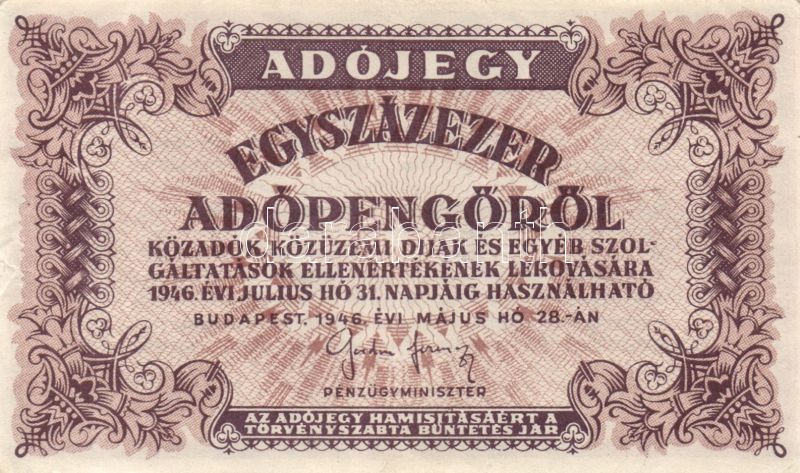 ADÓJEGY
EGYSZÁZEZER
ADÓPENGŐRŐL
KÖZADÓK, KÖZÜZEMI DIJAK ÉS EGYÉB SZOL-
GÁLTATÁSOK ELLENÉRTÉKÉNEK LERÓVÁSÁRA
1946. ÉVI JULIUS HÓ 31. NAPJÁIG HASZNÁLHATÓ
BUDAPEST, 1946. ÉVI MÁJUS HÓ 28.-ÁN
PÉNZÜGYMINISZTER
AZ ADÓJEGY HAMISITÁSÁÉRT A
TÖRVÉNYSZABTA BÜNTETÉS JÁR